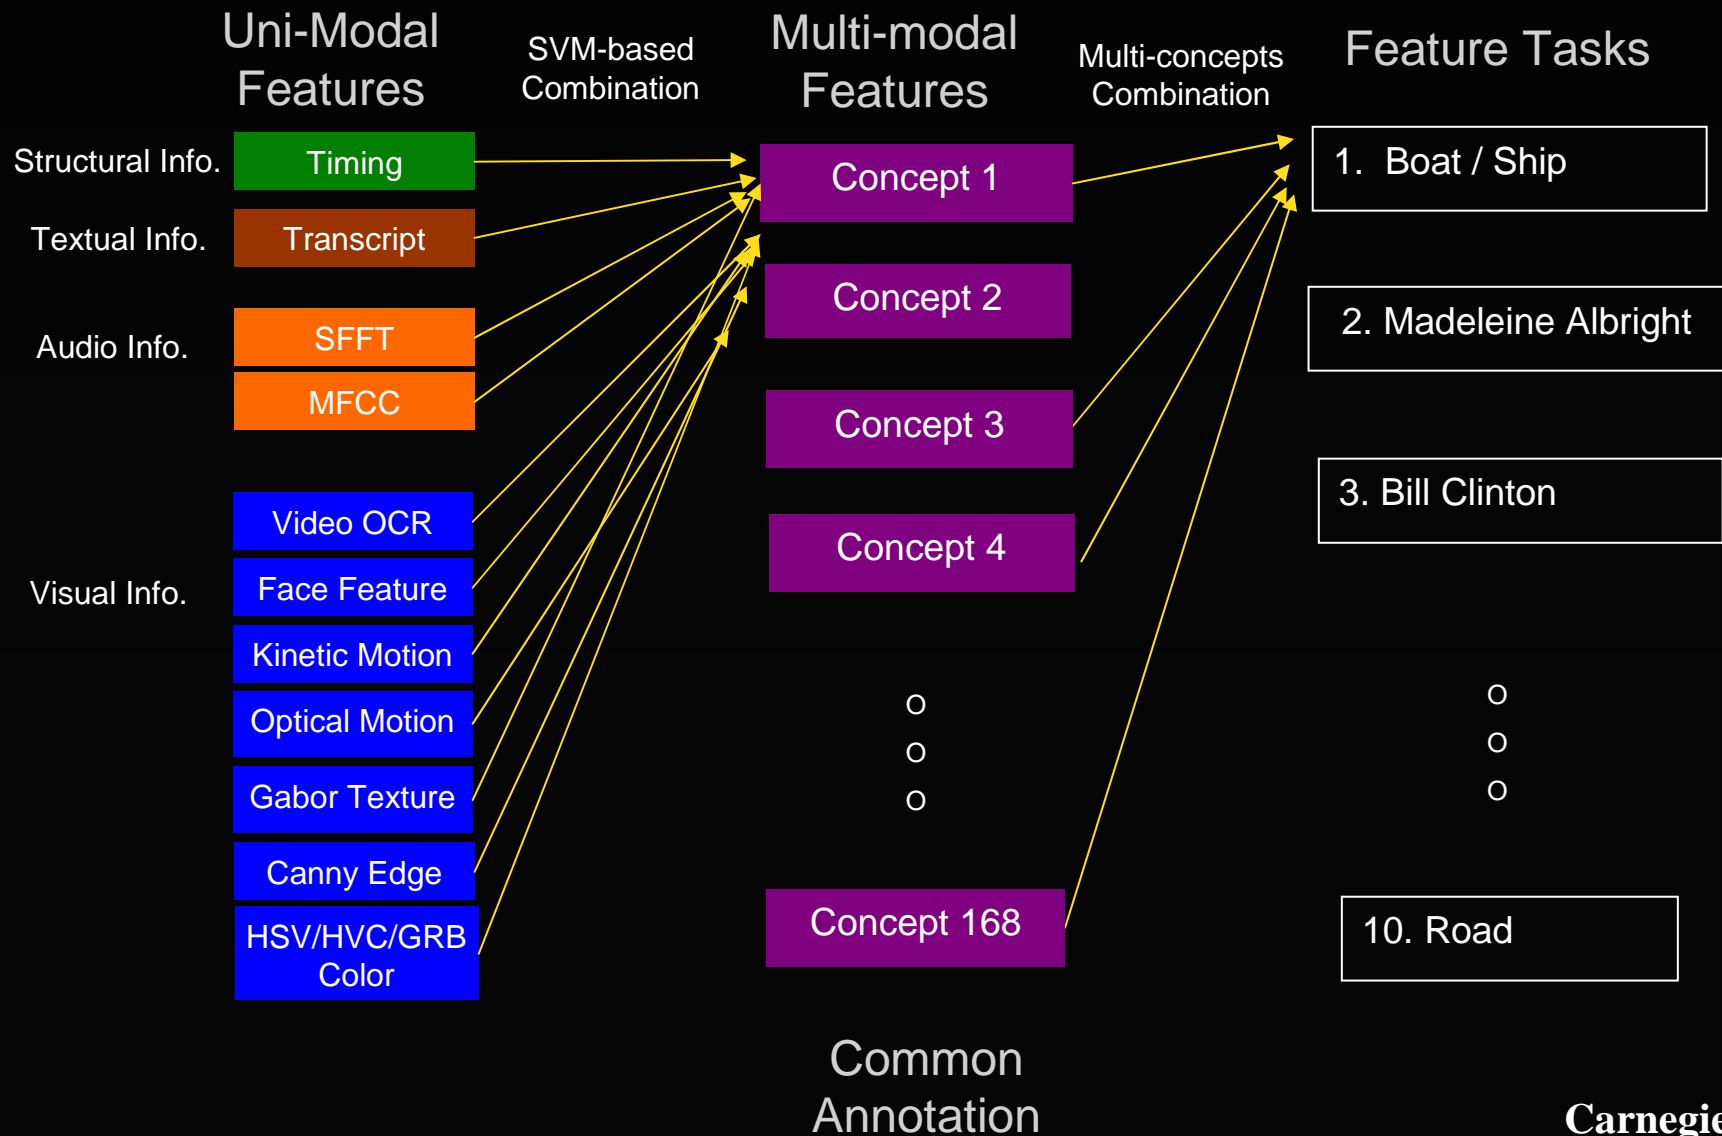 Uni-Modal
Features
SVM-based
Combination
Multi-modal
Features
Multi-concepts
Combination
Feature Tasks
Structural Info.
Timing
Textual Info.
Transcript
Audio Info.
SFFT
MFCC
Visual Info.
Video OCR
Face Feature
Kinetic Motion
Optical Motion
Gabor Texture
Canny Edge
HSV/HVC/GRB
Color
Concept 1
Concept 2
Concept 3
Concept 4
o
o
o
Concept 168
Common
Annotation
1. Boat / Ship
2. Madeleine Albright
3. Bill Clinton
o
o
o
10. Road
Carnegie